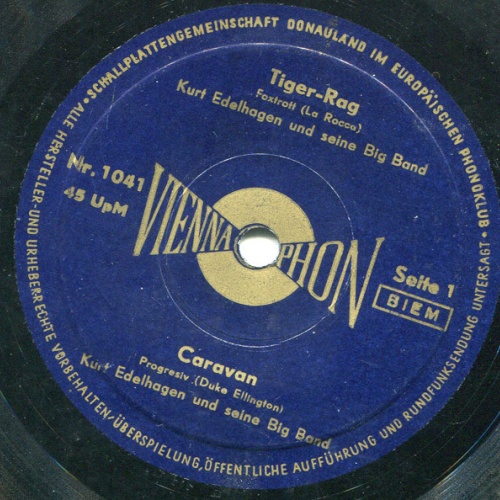 • SCHALLPLATTENGEMEINSCHAFT DONAULAND IM EUROPÄISCHEN PHONOKLUB •
ALLE HERSTELLER-UND URHEBERRECHTE VORBEHALTEN/ÜBERSPIELUNG, ÖFFENTLICHE AUFFÜHRUNG UND RUNDFUNKSENDUNG UNTERSAGT •
Tiger-Rag
Foxtrott (La Rocca)
Kurt Edelhagen und seine Big Band
Nr. 1041
45 UpM
VIENNA PHON
Seite 1
BIEM
Caravan
Progresiv (Duke Ellington)
Kurt Edelhagen und seine Big Band